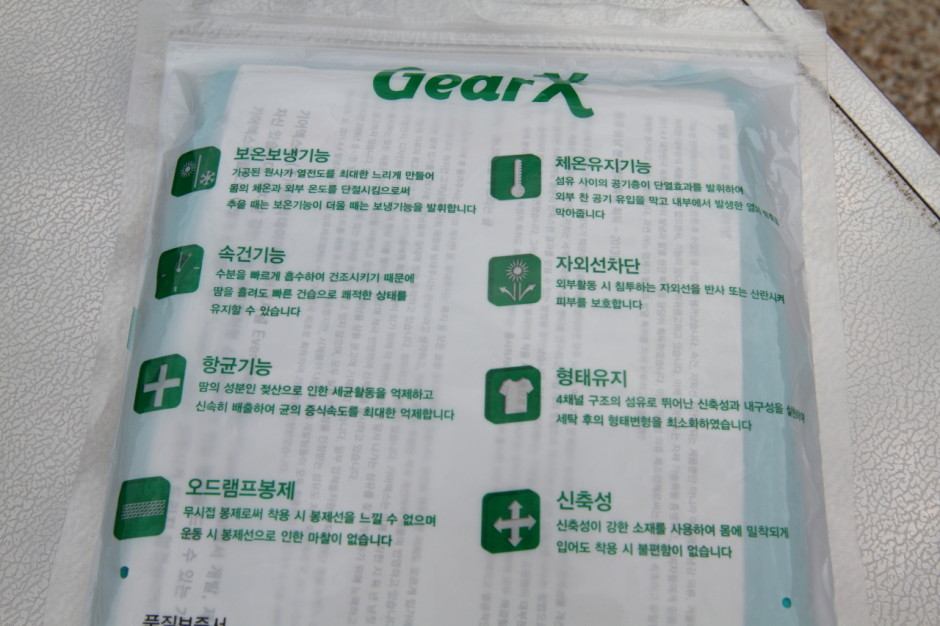 GearX
보온보냉기능
가공된 원사가 열전도를 최대한 느리게 만들어
몸의 체온과 외부 온도를 단절시킴으로써
추울 때는 보온기능이 더울 때는 보냉기능을 발휘합니다
속건기능
수분을 빠르게 흡수하여 건조시키기 때문에
땀을 흘려도 빠른 건습으로 쾌적한 상태를
유지할 수 있습니다
항균기능
땀의 성분인 젖산으로 인한 세균활동을 억제하고
신속히 배출하여 균의 증식속도를 최대한 억제합니다
오드램프봉제
무시접 봉제로써 착용 시 봉제선을 느낄 수 없으며
운동 시 봉제선으로 인한 마찰이 없습니다
체온유지기능
섬유 사이의 공기층이 단열효과를 발휘하여
외부 찬 공기 유입을 막고 내부에서 발생한
막아줍니다
자외선차단
외부활동 시 침투하는 자외선을 반사 또는 산란시켜
피부를 보호합니다
형태유지
4채널 구조의 섬유로 뛰어난 신축성과 내구성을
세탁 후의 형태변형을 최소화하였습니다
신축성
신축성이 강한 소재를 사용하여 몸에 밀착되게
입어도 착용 시 불편함이 없습니다
품질보증서